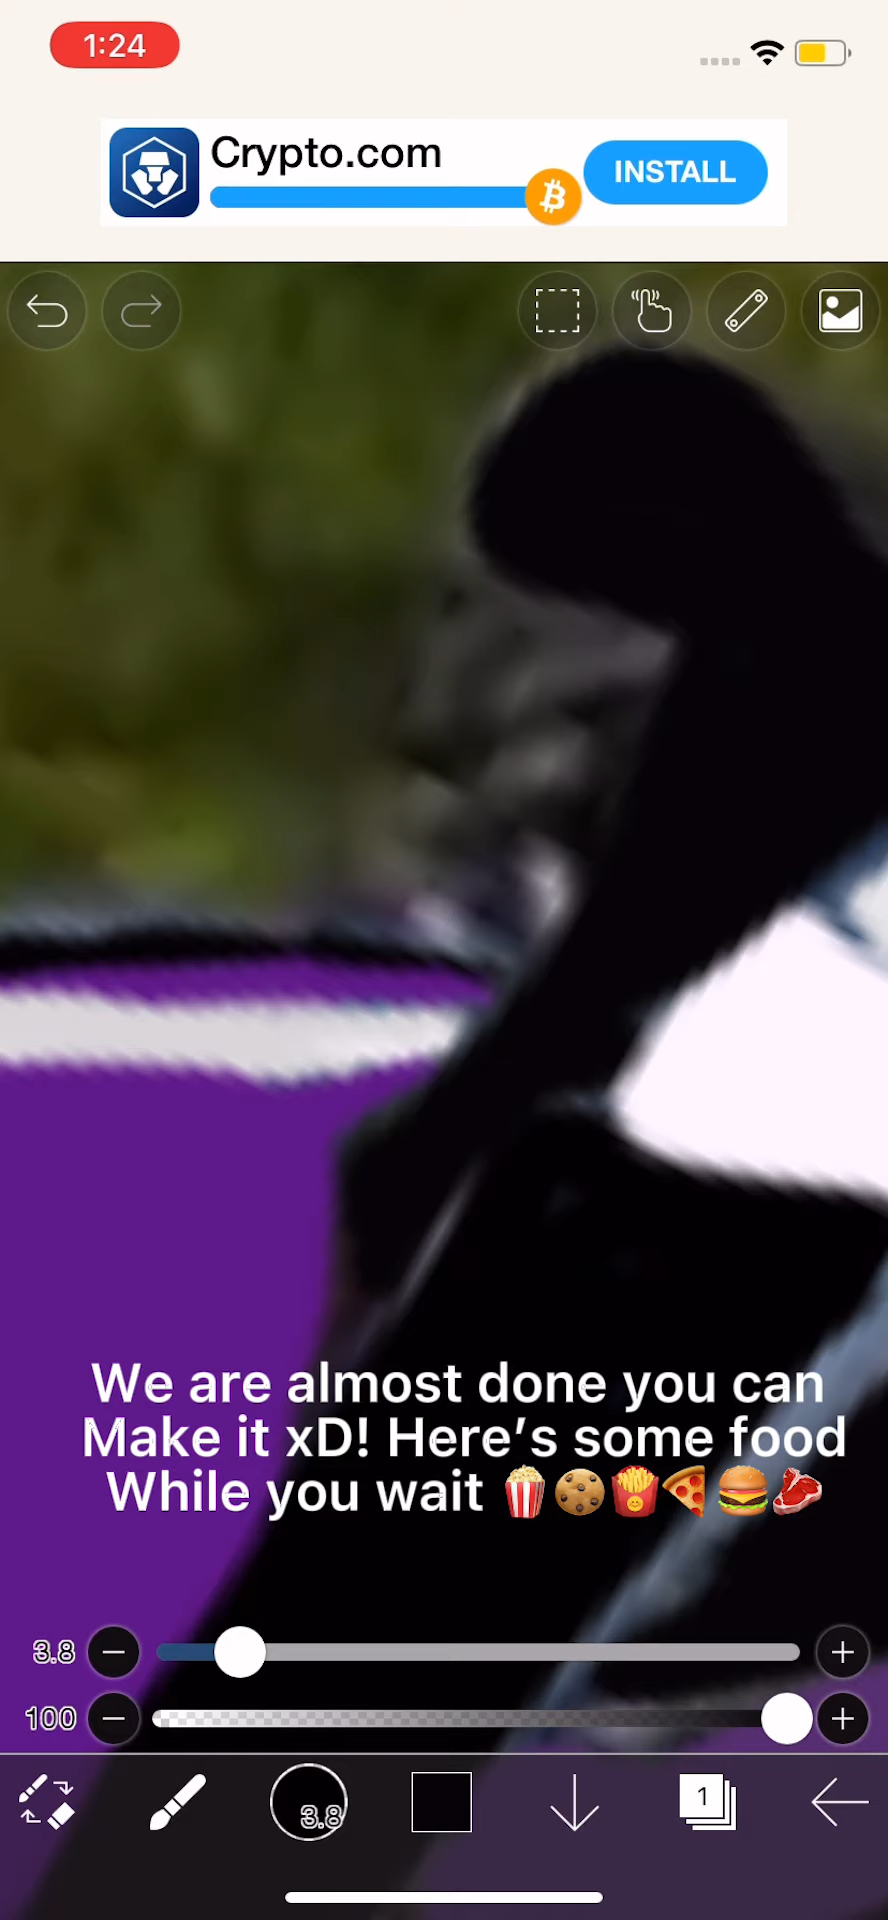 1:24
Crypto.com
INSTALL
We are almost done you can
Make it xD! Here's some food
While you wait 🍿🍪🍟🍕🍔🥩
3.8
100
3.8
1